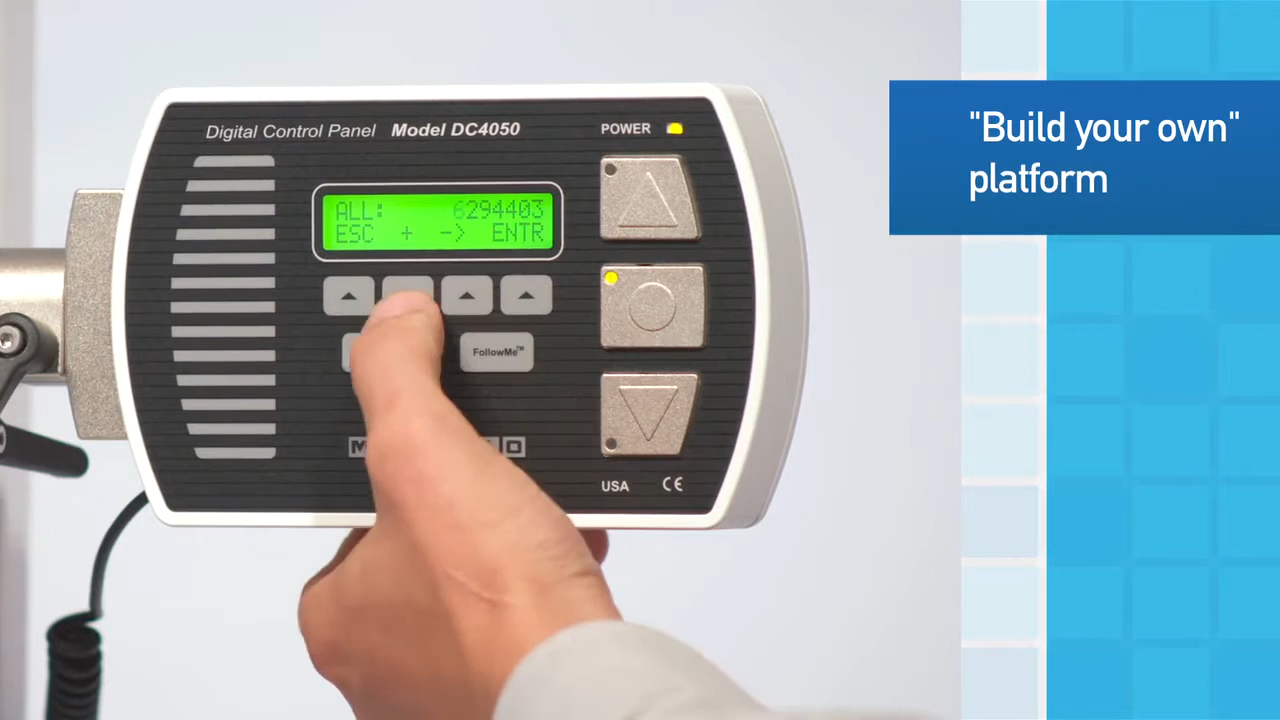 Digital Control Panel Model DC4050
POWER
ALL: 6294403
ESC + -> ENTR
FollowMe™
USA CE
"Build your own"
platform